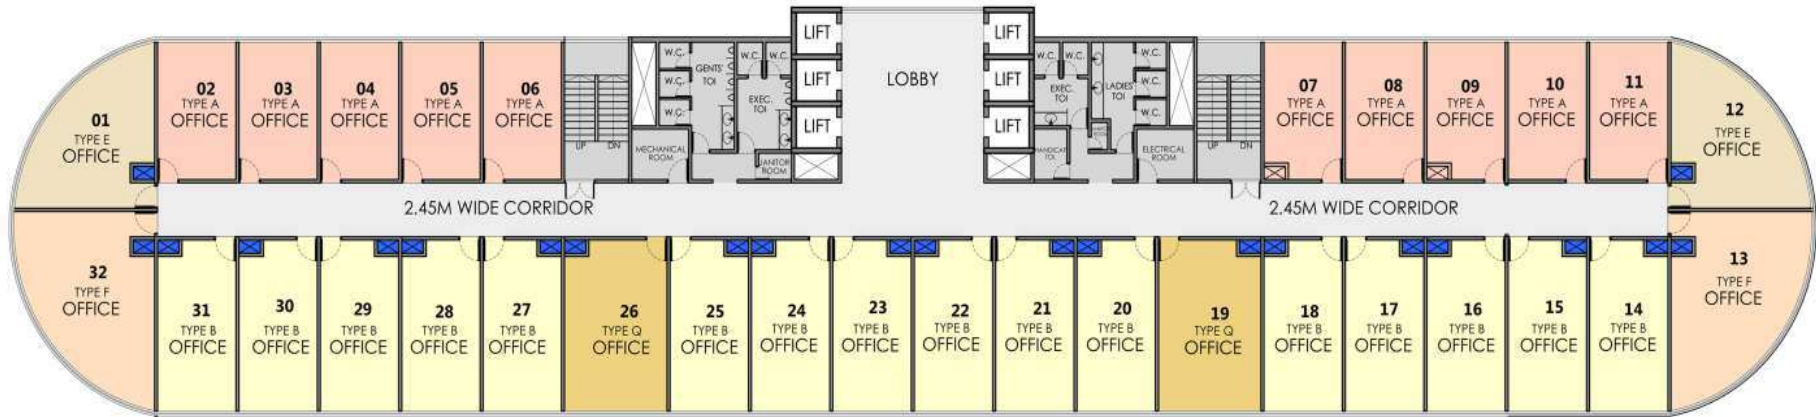 01
TYPE E
OFFICE
02
TYPE A
OFFICE
03
TYPE A
OFFICE
04
TYPE A
OFFICE
05
TYPE A
OFFICE
06
TYPE A
OFFICE
UP
DN
MECHANICAL
ROOM
W.C.
W.C.
W.C.
GENTS'
TOI
W.C.
W.C.
EXEC.
TOI
JANITOR
ROOM
LIFT
LIFT
LIFT
LOBBY
LIFT
LIFT
LIFT
W.C.
W.C.
EXEC.
TOI
LADIES'
TOI
W.C.
W.C.
W.C.
HANDICAP
TOI.
ELECTRICAL
ROOM
UP
DN
07
TYPE A
OFFICE
08
TYPE A
OFFICE
09
TYPE A
OFFICE
10
TYPE A
OFFICE
11
TYPE A
OFFICE
12
TYPE E
OFFICE
2.45M WIDE CORRIDOR
2.45M WIDE CORRIDOR
32
TYPE F
OFFICE
31
TYPE B
OFFICE
30
TYPE B
OFFICE
29
TYPE B
OFFICE
28
TYPE B
OFFICE
27
TYPE B
OFFICE
26
TYPE Q
OFFICE
25
TYPE B
OFFICE
24
TYPE B
OFFICE
23
TYPE B
OFFICE
22
TYPE B
OFFICE
21
TYPE B
OFFICE
20
TYPE B
OFFICE
19
TYPE Q
OFFICE
18
TYPE B
OFFICE
17
TYPE B
OFFICE
16
TYPE B
OFFICE
15
TYPE B
OFFICE
14
TYPE B
OFFICE
13
TYPE F
OFFICE